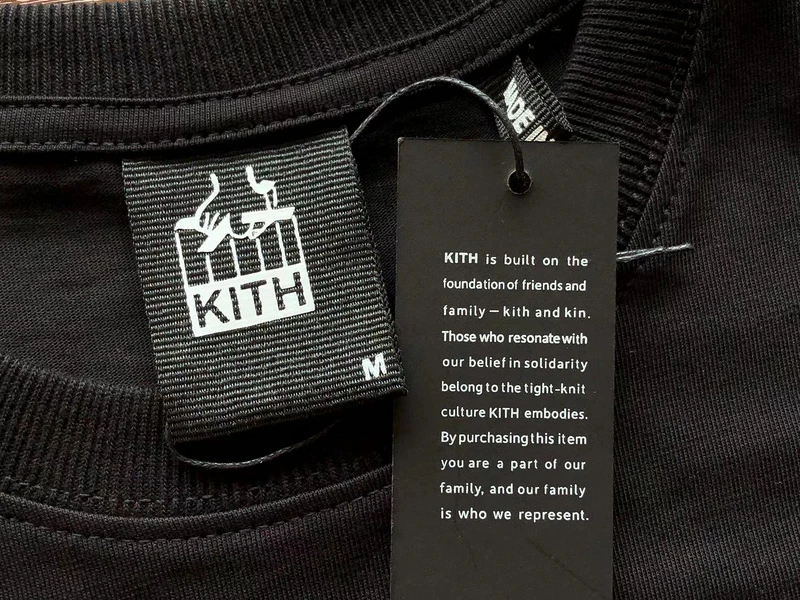 KITH
M
MADE IN
KITH is built on the
foundation of friends and
family – kith and kin.
Those who resonate with
our belief in solidarity
belong to the tight-knit
culture KITH embodies.
By purchasing this item
you are a part of our
family, and our family
is who we represent.